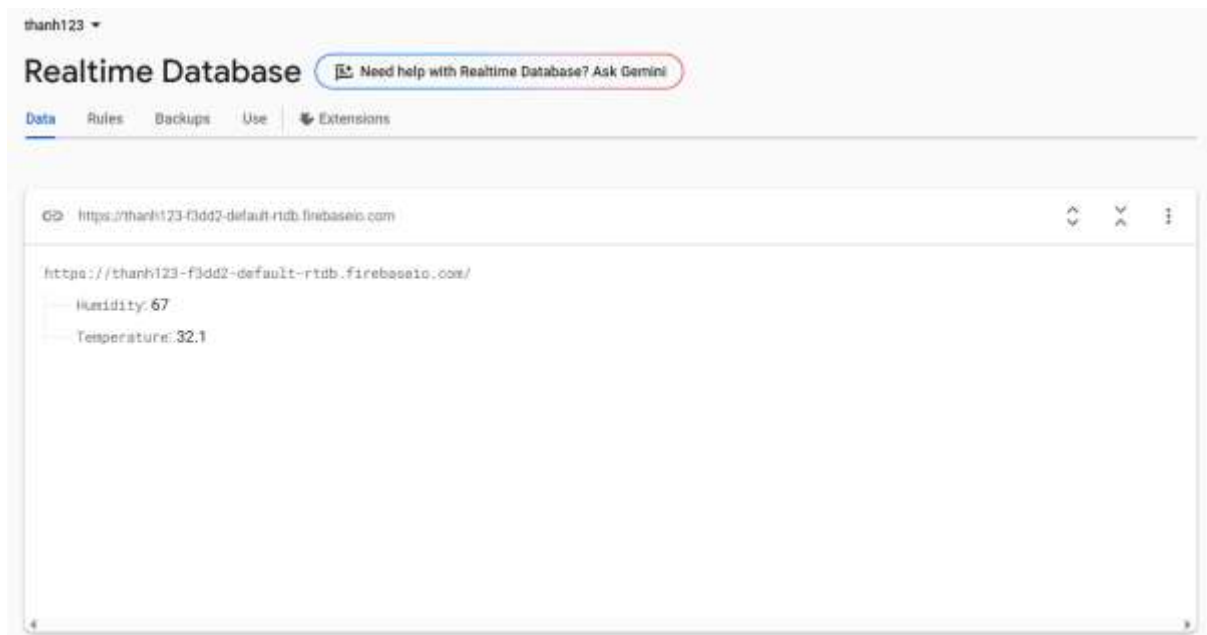 thanh123
Realtime Database Need help with Realtime Database? Ask Gemini
Data Rules Backups Use Extensions
https://thanh123-f3dd2-default-rtdb.firebaseio.com
https://thanh123-f3dd2-default-rtdb.firebaseio.com/
Humidity: 67
Temperature: 32.1